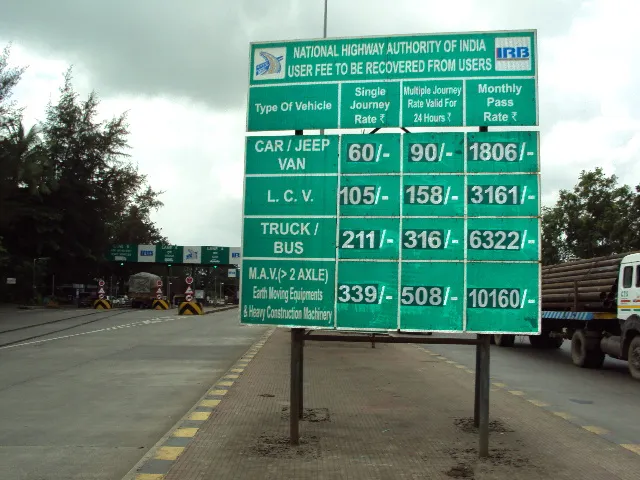 NATIONAL HIGHWAY AUTHORITY OF INDIA
USER FEE TO BE RECOVERED FROM USERS
IRB
Type Of Vehicle
Single Journey Rate ₹
Multiple Journey Rate Valid For 24 Hours ₹
Monthly Pass Rate ₹
CAR / JEEP VAN 60/- 90/- 1806/-
L. C. V. 105/- 158/- 3161/-
TRUCK / BUS 211/- 316/- 6322/-
M.A.V.(> 2 AXLE) Earth Moving Equipments & Heavy Construction Machinery 339/- 508/- 10160/-